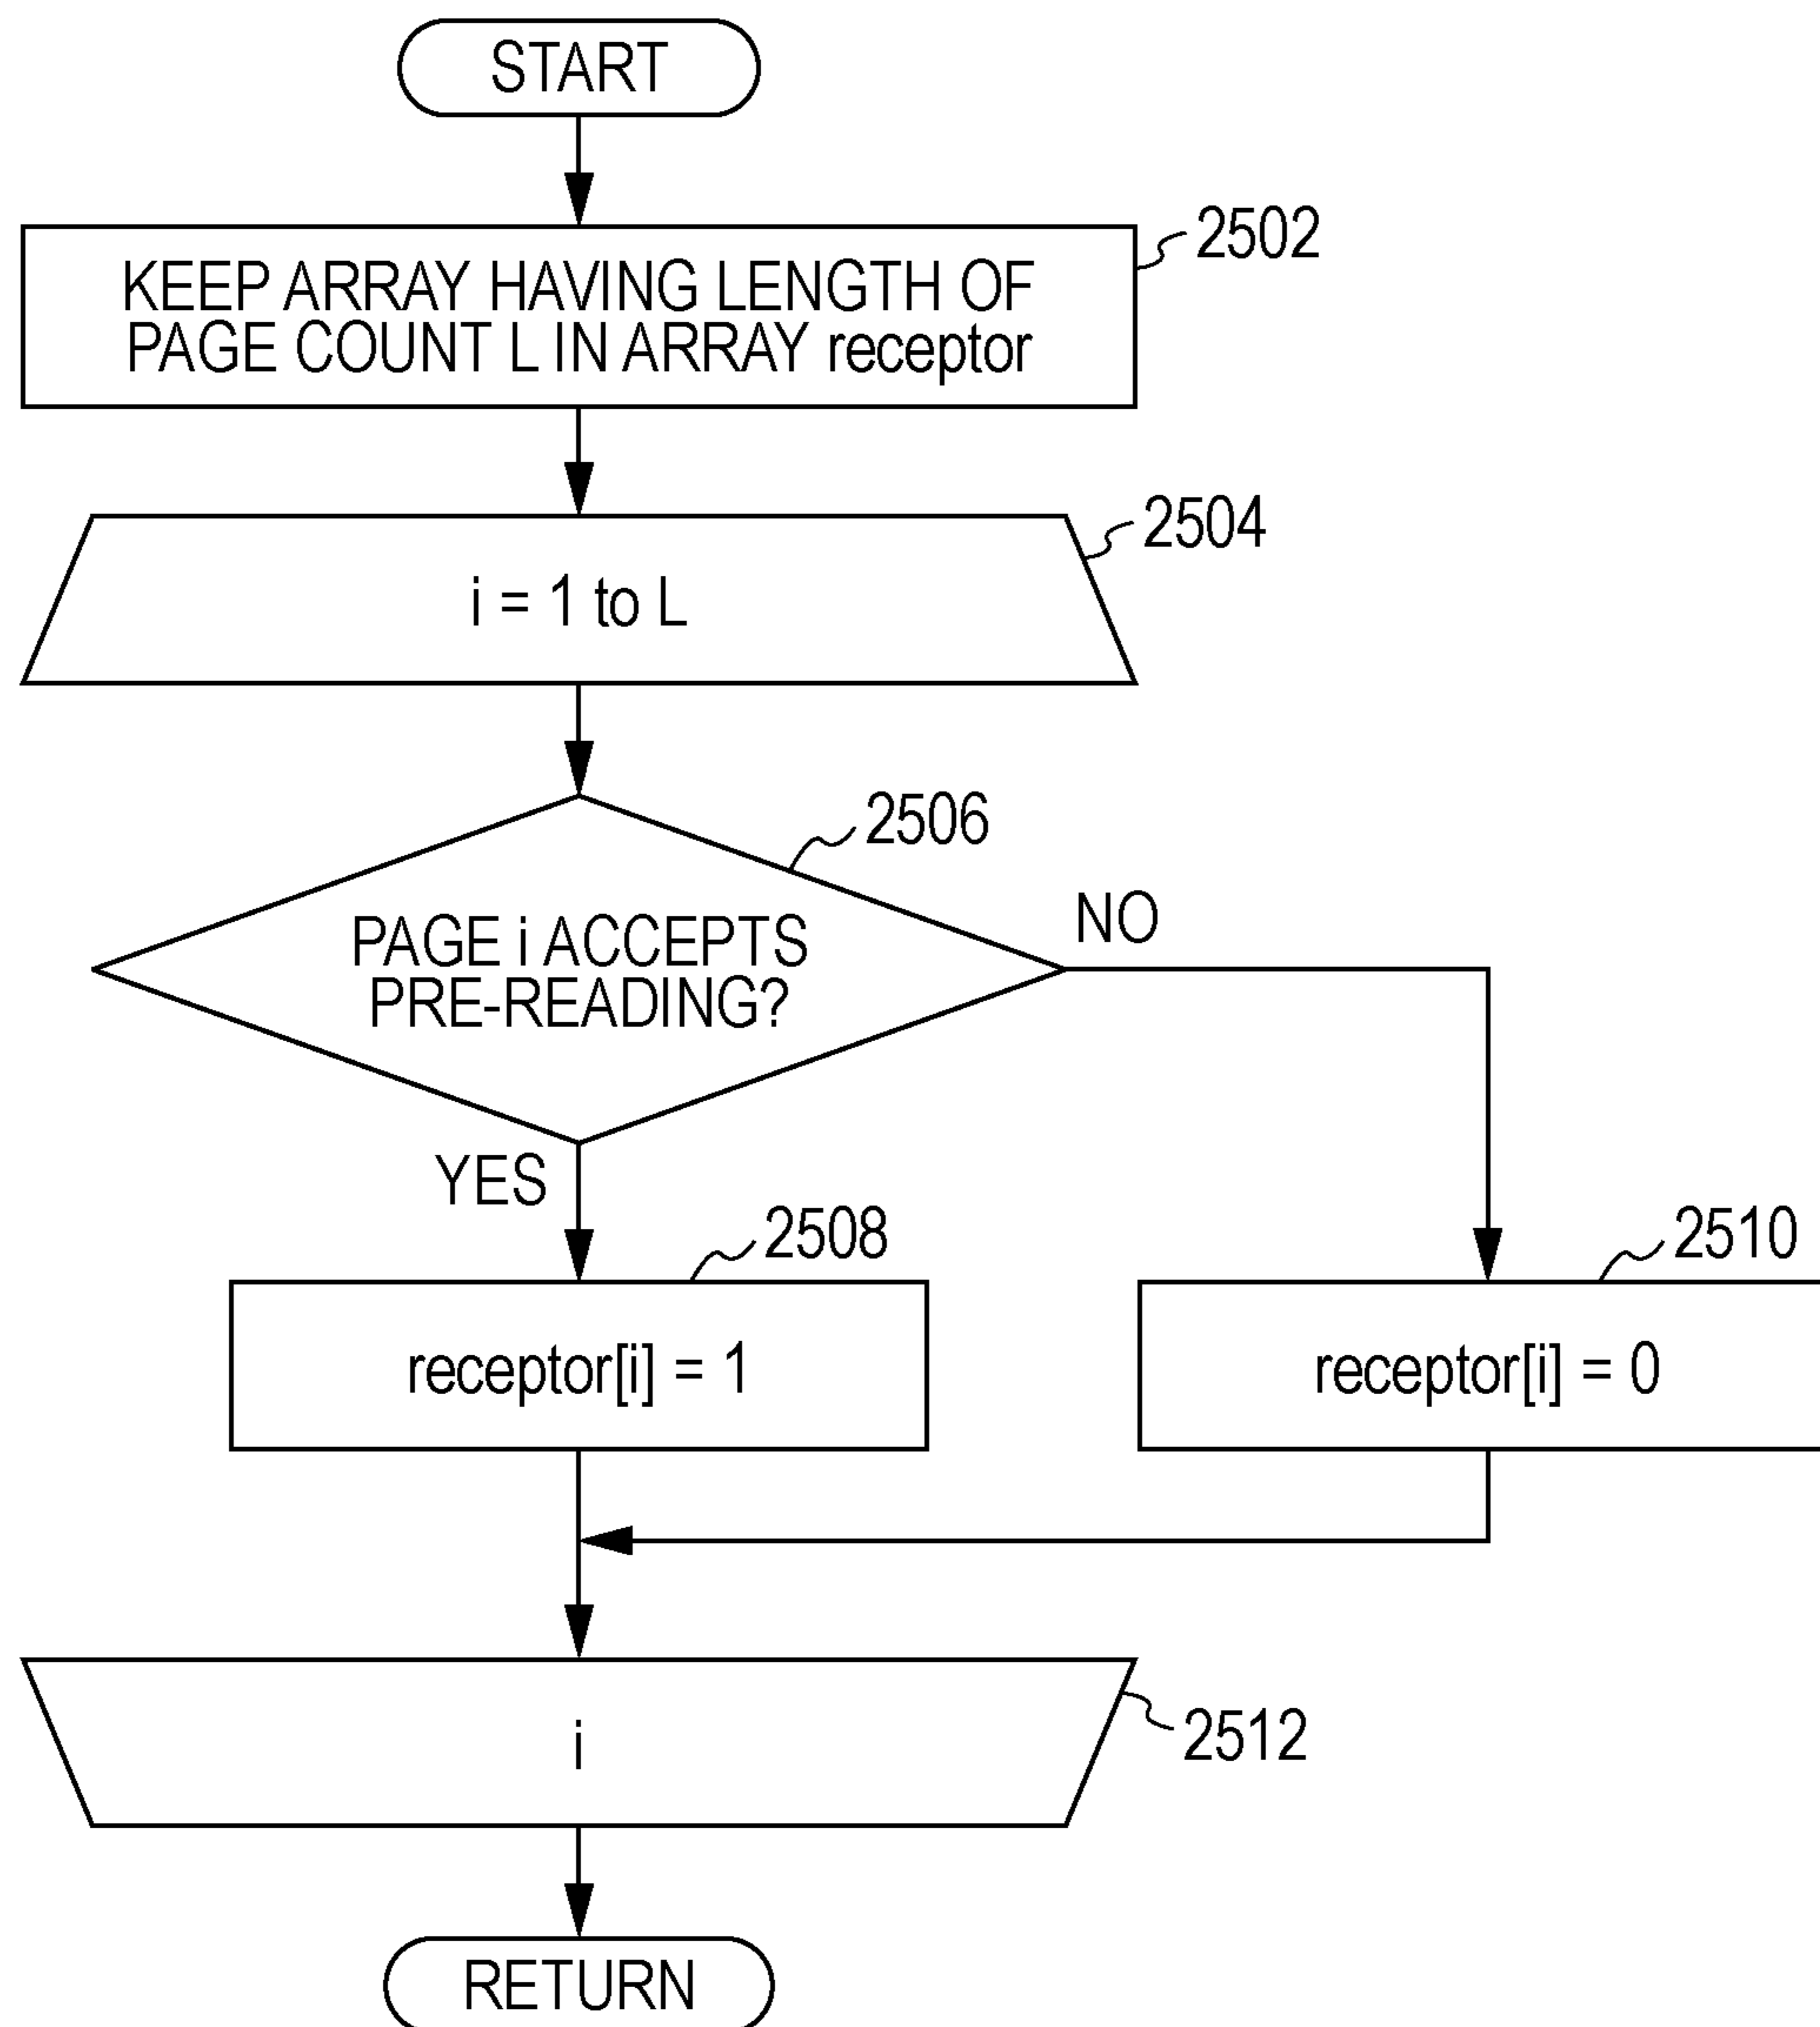 START
2502
KEEP ARRAY HAVING LENGTH OF
PAGE COUNT L IN ARRAY receptor
2504
i = 1 to L
2506
PAGE i ACCEPTS
PRE-READING?
NO
YES
2508
2510
receptor[i] = 1
receptor[i] = 0
i
2512
RETURN